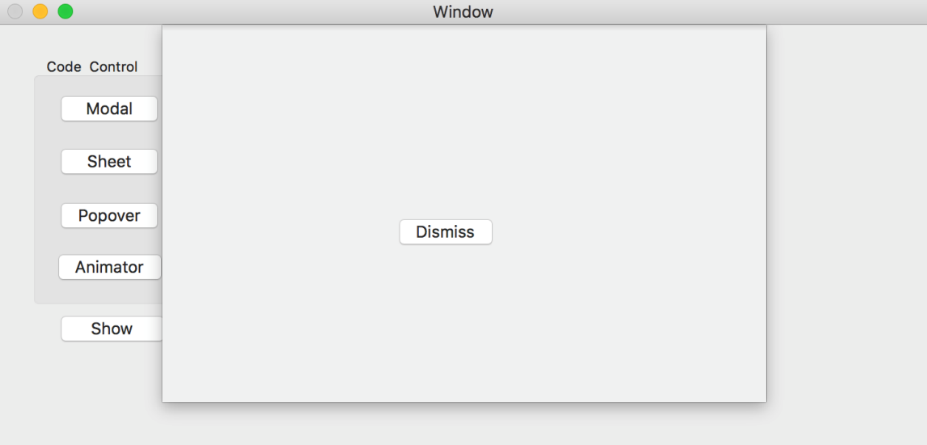 Window
Code Control
Modal
Sheet
Popover
Dismiss
Animator
Show